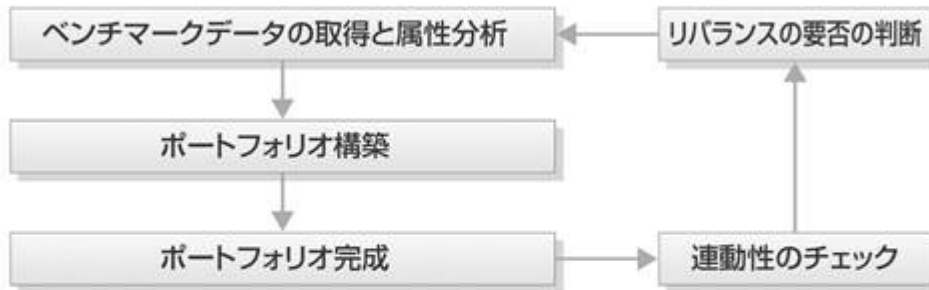 ベンチマークデータの取得と属性分析
リバランスの要否の判断
ポートフォリオ構築
ポートフォリオ完成
連動性のチェック